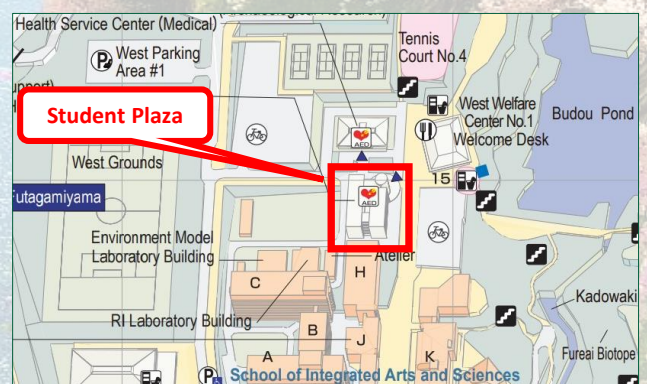 Health Service Center (Medical)
West Parking
Area #1
Tennis
Court No.4
West Welfare
Center No.1
Welcome Desk
Budou Pond
Student Plaza
AED
West Grounds
AED
15
utagamiyama
Environment Model
Laboratory Building
Atelier
C
H
RI Laboratory Building
Kadowaki
B
J
A
K
Fureai Biotope
P
School of Integrated Arts and Sciences